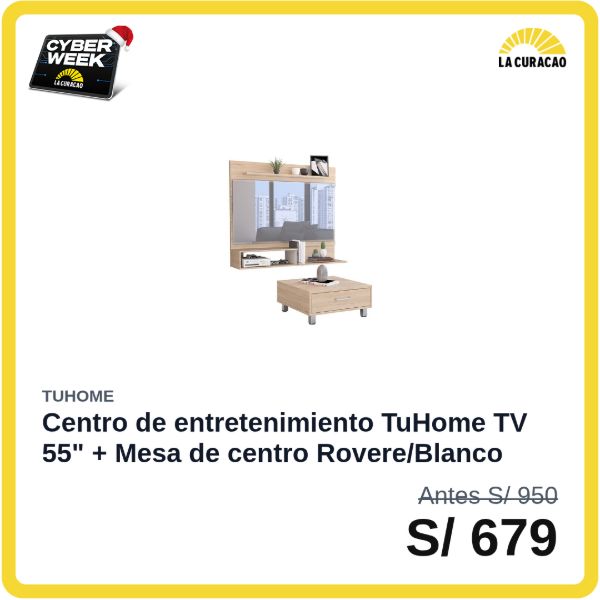 CYBER
WEEK
LA CURACAO
LA CURACAO
TUHOME
Centro de entretenimiento TuHome TV
55" + Mesa de centro Rovere/Blanco
Antes S/ 950
S/ 679